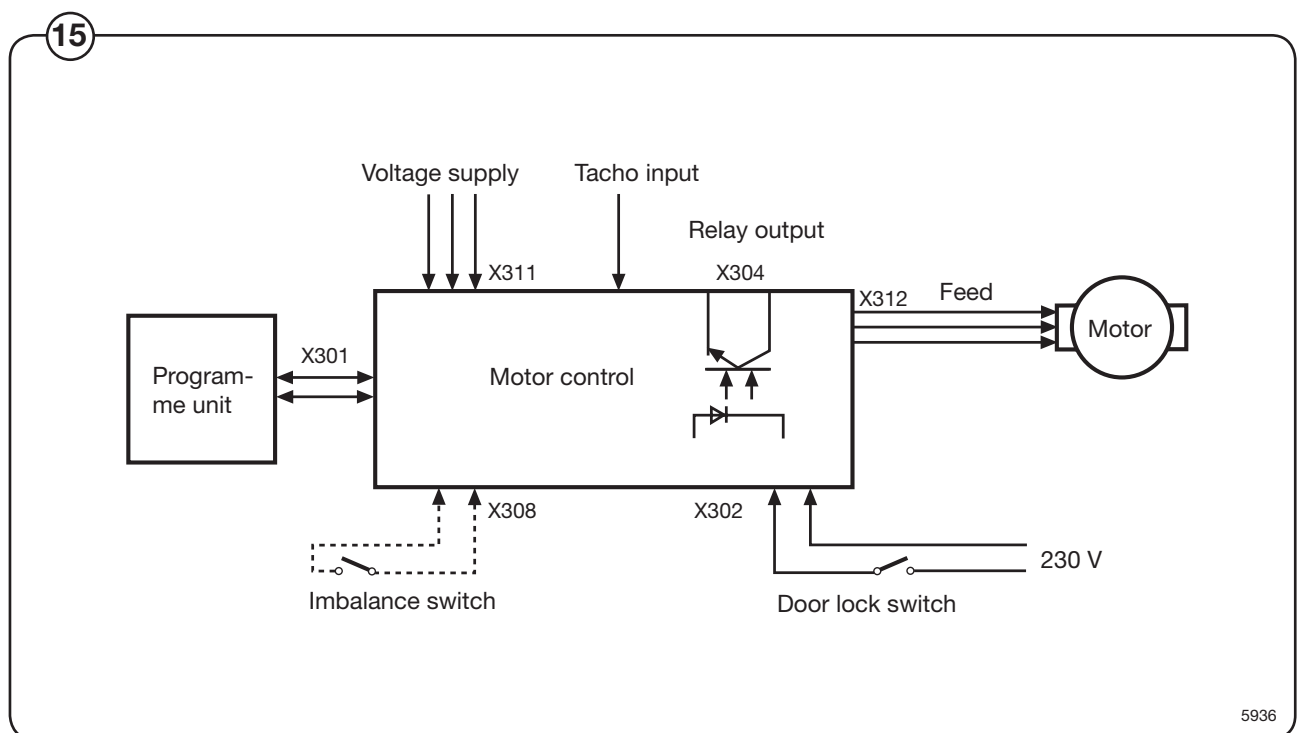 15
Voltage supply
Tacho input
Relay output
X311
X304
X312
Feed
Motor
X301
Program-
me unit
Motor control
X308
X302
230 V
Imbalance switch
Door lock switch
5936